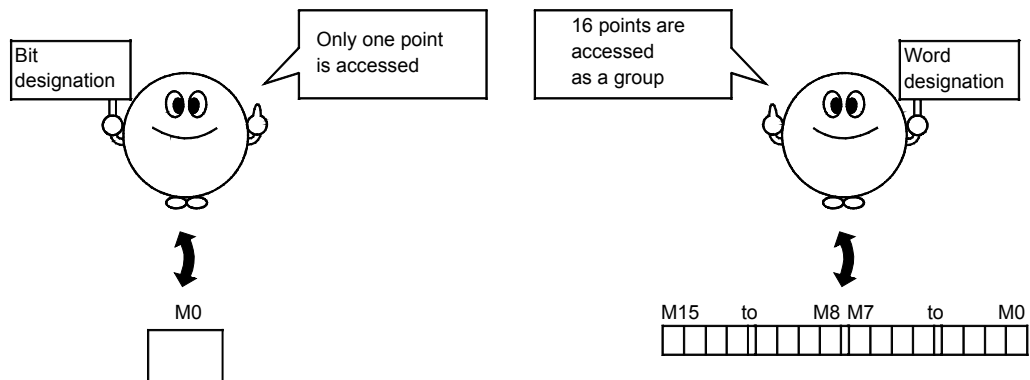 Bit
designation
Only one point
is accessed
16 points are
accessed
as a group
Word
designation
M0
M15 to M8 M7 to M0